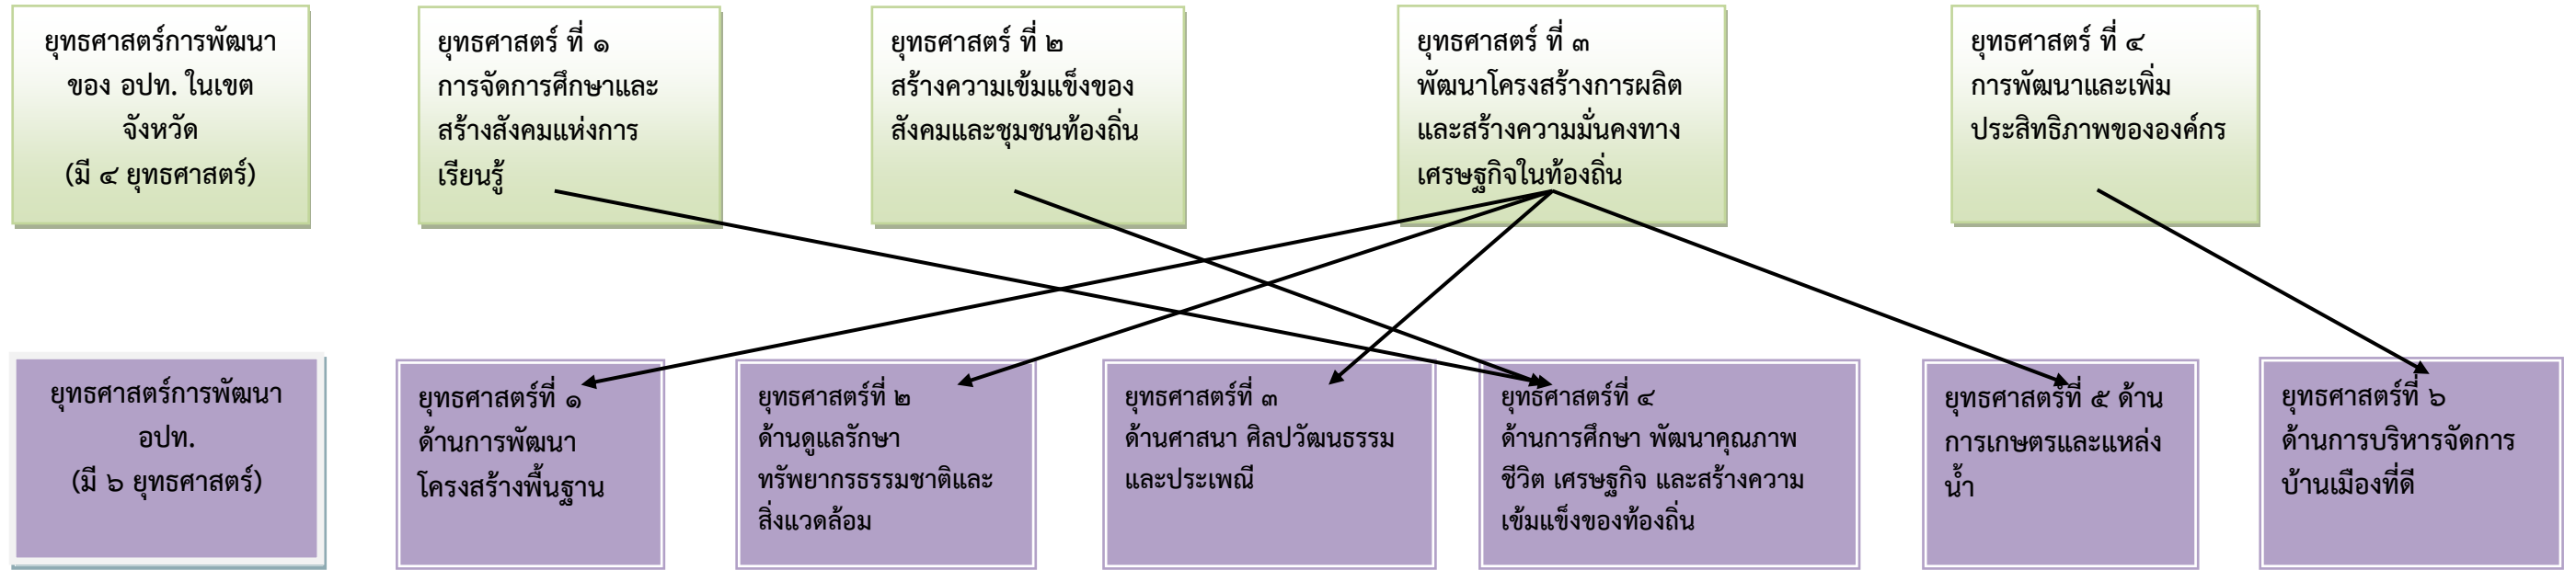 ยุทธศาสตร์การพัฒนา
ของ อปท. ในเขต
จังหวัด
(มี ๔ ยุทธศาสตร์)
ยุทธศาสตร์ ที่ ๑
การจัดการศึกษาและ
สร้างสังคมแห่งการ
เรียนรู้
ยุทธศาสตร์ ที่ ๒
สร้างความเข้มแข็งของ
สังคมและชุมชนท้องถิ่น
ยุทธศาสตร์ ที่ ๓
พัฒนาโครงสร้างการผลิต
และสร้างความมั่นคงทาง
เศรษฐกิจในท้องถิ่น
ยุทธศาสตร์ ที่ ๔
การพัฒนาและเพิ่ม
ประสิทธิภาพขององค์กร
ยุทธศาสตร์การพัฒนา
อปท.
(มี ๖ ยุทธศาสตร์)
ยุทธศาสตร์ที่ ๑
ด้านการพัฒนา
โครงสร้างพื้นฐาน
ยุทธศาสตร์ที่ ๒
ด้านดูแลรักษา
ทรัพยากรธรรมชาติและ
สิ่งแวดล้อม
ยุทธศาสตร์ที่ ๓
ด้านศาสนา ศิลปวัฒนธรรม
และประเพณี
ยุทธศาสตร์ที่ ๔
ด้านการศึกษา พัฒนาคุณภาพ
ชีวิต เศรษฐกิจ และสร้างความ
เข้มแข็งของท้องถิ่น
ยุทธศาสตร์ที่ ๕ ด้าน
การเกษตรและแหล่ง
น้ำ
ยุทธศาสตร์ที่ ๖
ด้านการบริหารจัดการ
บ้านเมืองที่ดี